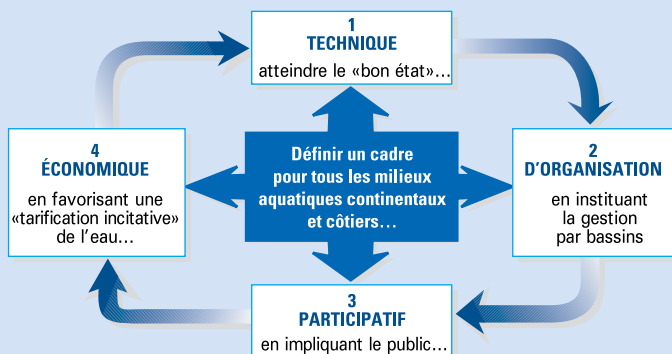 1
TECHNIQUE
atteindre le «bon état»...
4
ÉCONOMIQUE
en favorisant une
«tarification incitative»
de l'eau...
Définir un cadre
pour tous les milieux
aquatiques continentaux
et côtiers...
2
D'ORGANISATION
en instituant
la gestion
par bassins
3
PARTICIPATIF
en impliquant le public...